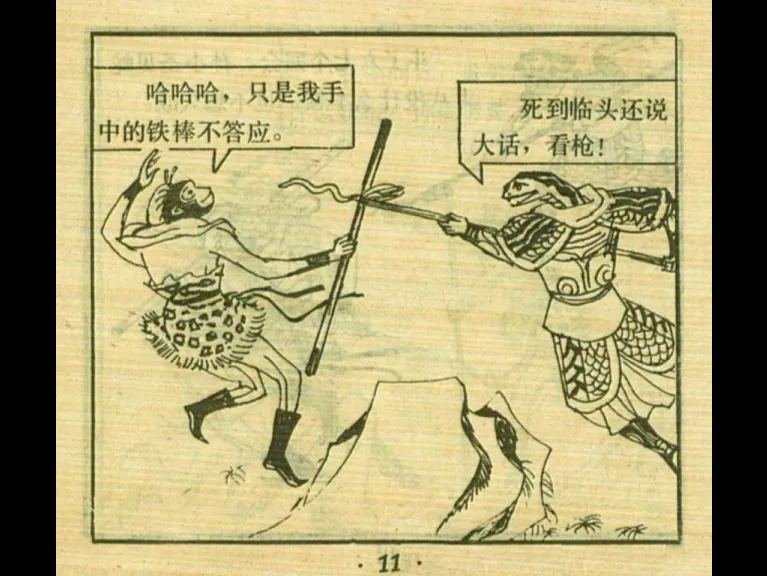 哈哈哈，只是我手
中的铁棒不答应。
死到临头还说
大话，看枪！
· 11 ·